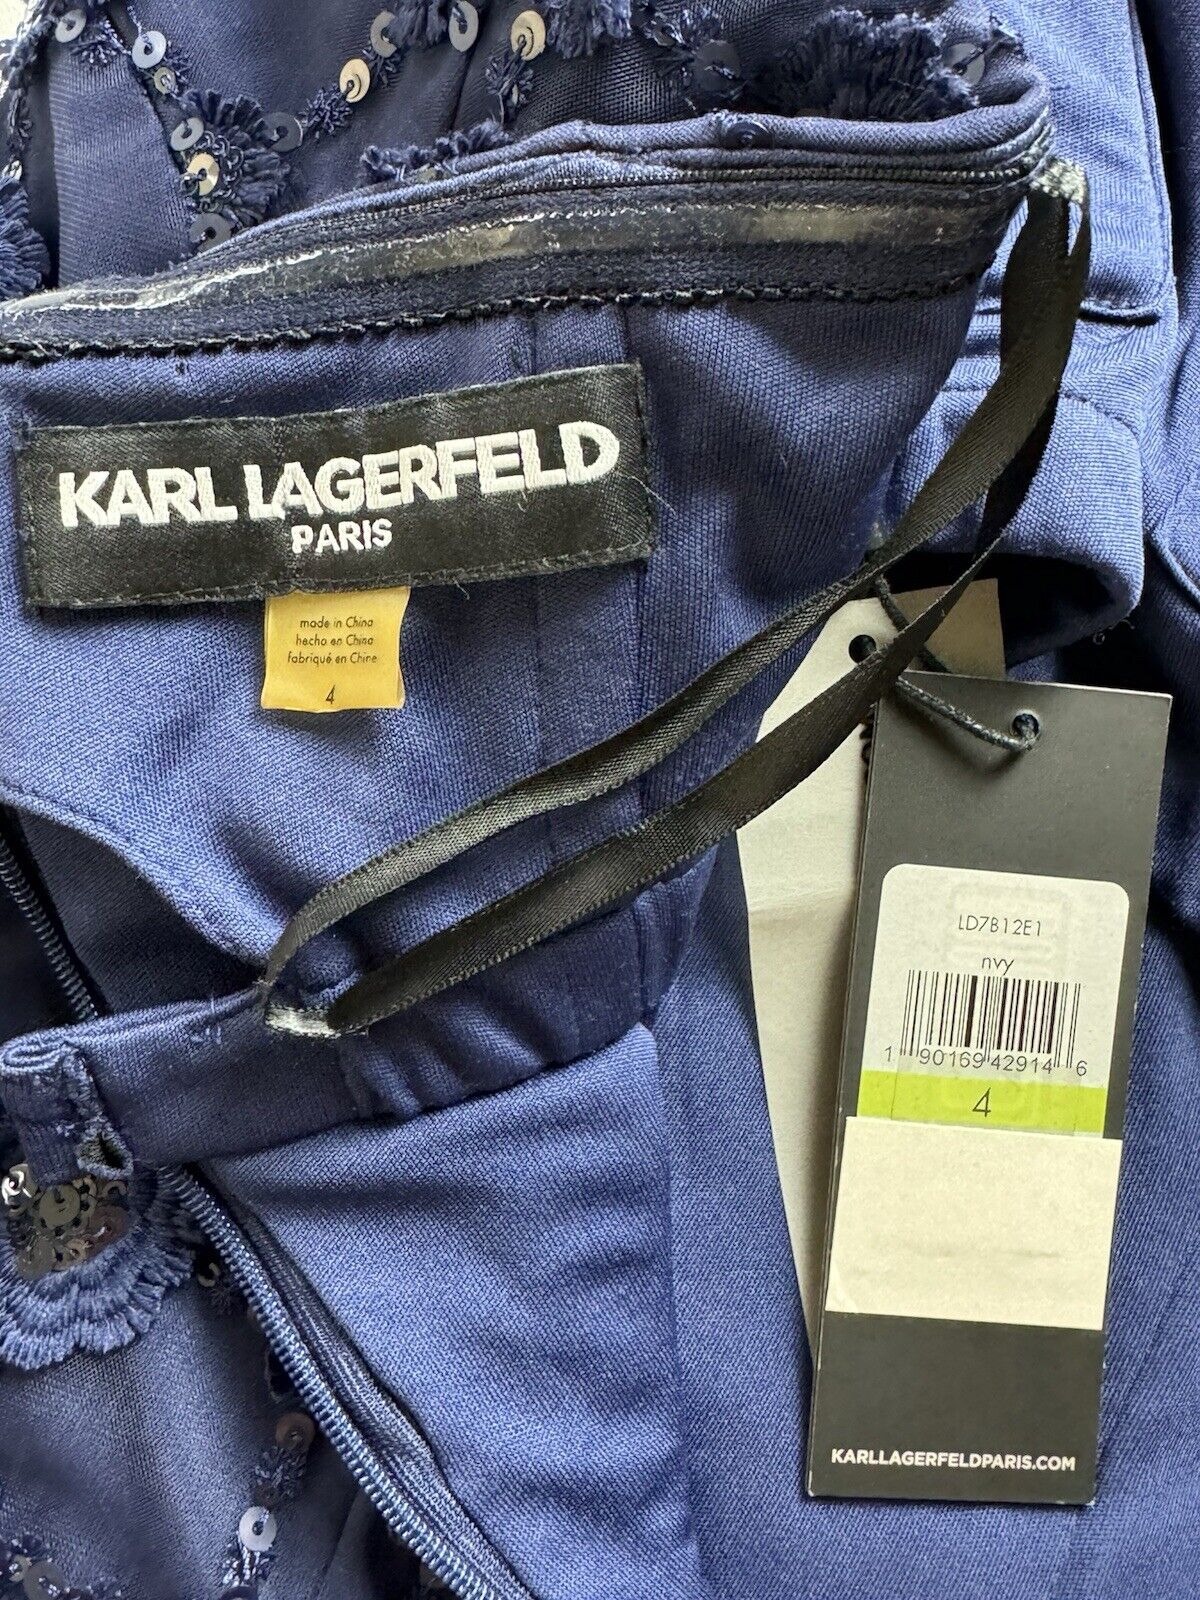 KARL LAGERFELD
PARIS
made in China
hecho en China
fabriqué en Chine
4
LD7B12E1
nvy
1 90169 42914 6
4
KARLLAGERFELDPARIS.COM